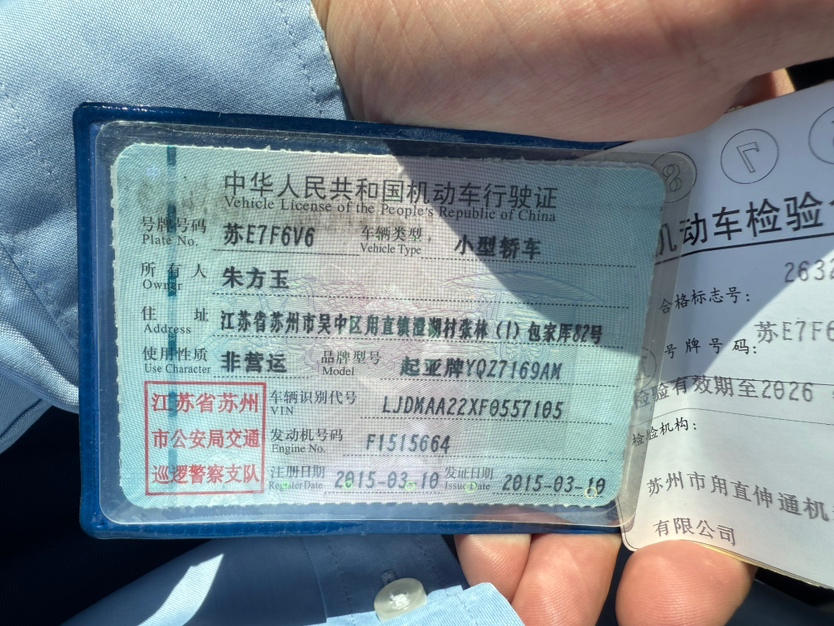 中华人民共和国机动车行驶证
Vehicle License of the People's Republic of China
号牌号码 苏E7F6V6 车辆类型 小型轿车
Plate No. Vehicle Type
所有人 朱方玉
Owner
住址 江苏省苏州市吴中区甪直镇澄湖村张林(1)包家厍82号
Address
使用性质 非营运 品牌型号 起亚牌YQZ7169AM
Use Character Model
江苏省苏州
市公安局交通
巡逻警察支队
车辆识别代号 LJDMAA22XF0557105
VIN
发动机号码 F1515664
Engine No.
注册日期 2015-03-10 发证日期 2015-03-10
Register Date Issue Date
8 7
机动车检验
2632
合格标志号:
号牌号码: 苏E7F6
检验有效期至2026
检验机构:
苏州市甪直伸通机
有限公司